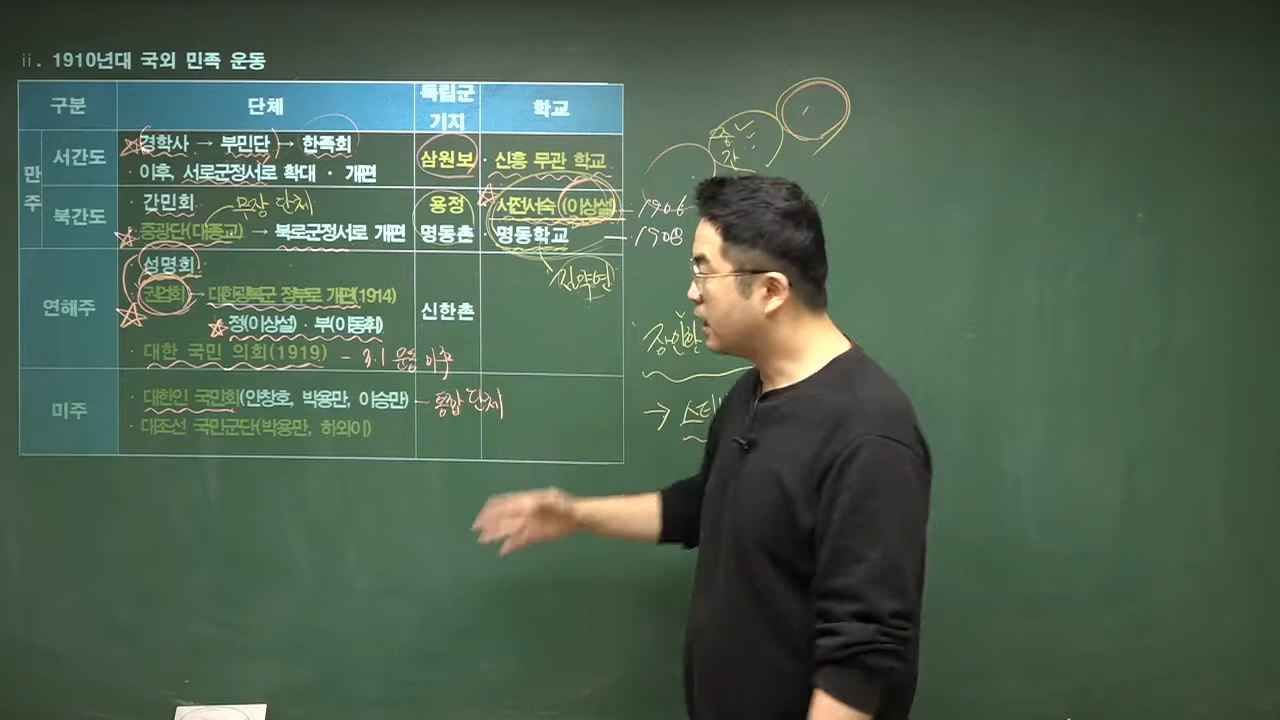 ii. 1910년대 국외 민족 운동
구분 단체 독립군 기지 학교
만주 서간도 경학사 → 부민단 → 한족회 삼원보 · 신흥 무관 학교
· 이후, 서로군정서로 확대 · 개편
북간도 · 간민회 무장 단체 용정 · 서전서숙 (이상설) - 1906
· 중광단(대종교) → 북로군정서로 개편 명동촌 · 명동학교 - 1908
김약연
연해주 · 성명회 신한촌
· 권업회 → 대한광복군 정부로 개편(1914)
정(이상설) · 부(이동휘)
· 대한 국민 의회(1919) - 3.1 운동 이후
미주 · 대한인 국민회(안창호, 박용만, 이승만) - 통합 단체
· 대조선 국민군단(박용만, 하와이)